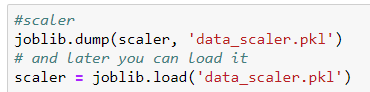 #scaler
joblib.dump(scaler, 'data_scaler.pkl')
# and later you can load it
scaler = joblib.load('data_scaler.pkl')